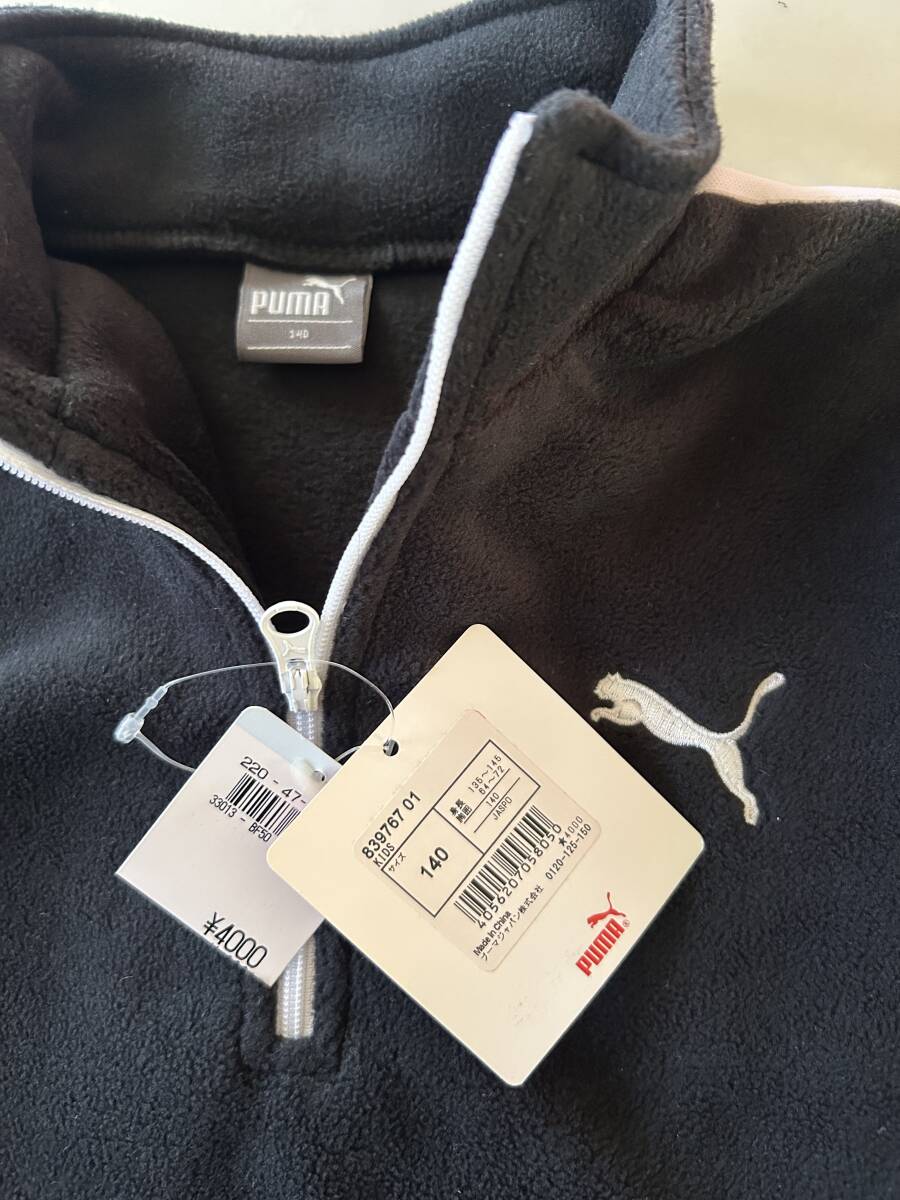 PUMA
140
220 - 47 -
33013 - BF50
¥4000
839767 01
KIDS
サイズ
140
身長 135〜145
胸囲 64〜72
140
JASPO
4056207058050
★4000
Made in China
プーマジャパン株式会社 0120-125-150
PUMA®